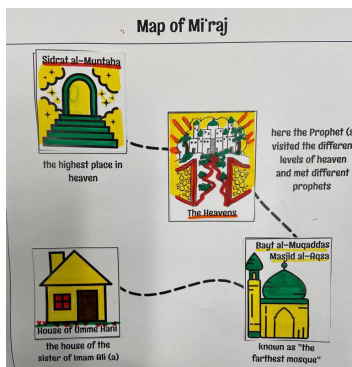 Map of Mi'raj
Sidrat al-Muntaha
the highest place in
heaven
The Heavens
here the Prophet (s
visited the differen
levels of heaven
and met different
prophets
House of Umme Hani
the house of the
sister of Imam Ali (a)
Bayt al-Muqaddas
Masjid al-Aqsa
known as "the
farthest mosque"